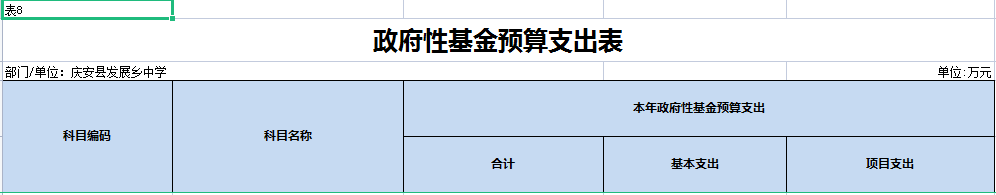 表8
政府性基金预算支出表
部门/单位：庆安县发展乡中学 单位:万元
科目编码 科目名称 本年政府性基金预算支出
合计 基本支出 项目支出